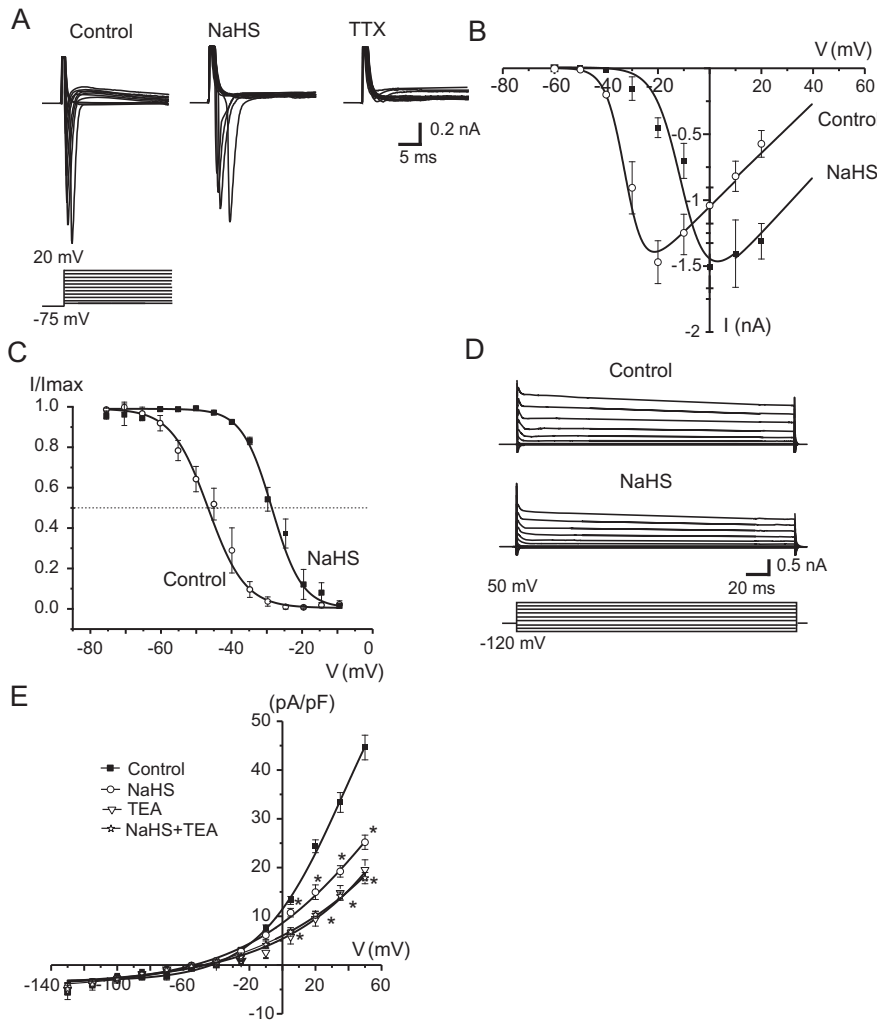 A
Control
NaHS
TTX
0.2 nA
5 ms
20 mV
-75 mV
B
V (mV)
-80 -60 -40 -20 0 20 40 60
-0.5
-1
-1.5
-2
Contro
NaHS
I (nA)
C
I/Imax
1.0
0.8
0.6
0.4
0.2
0.0
Control
NaHS
-80 -60 -40 -20 0
V (mV)
D
Control
NaHS
0.5 nA
20 ms
50 mV
-120 mV
E
(pA/pF)
50
40
30
20
10
-10
Control
NaHS
TEA
NaHS+TEA
* * * *
* * * *
*
V (mV)
-140 -100 -60 -20 20 60